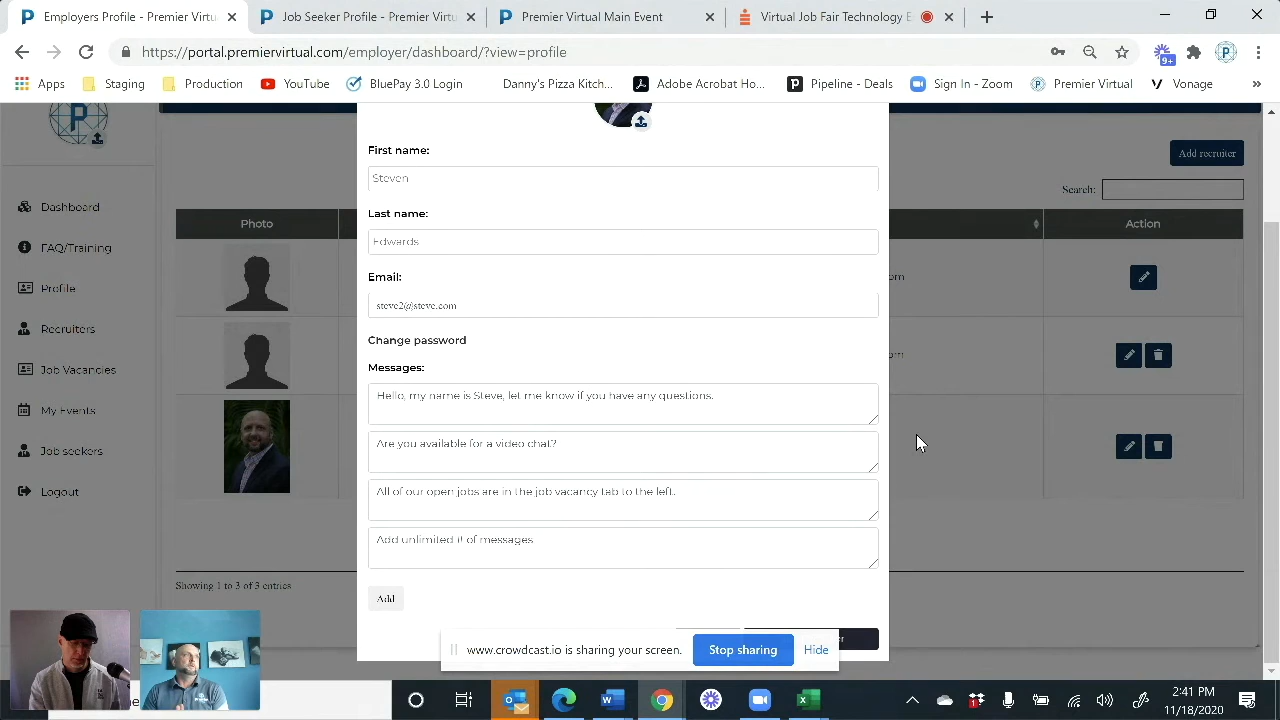 Employers Profile - Premier Virt
Job Seeker Profile - Premier Virt
Premier Virtual Main Event
Virtual Job Fair Technology E
https://portal.premiervirtual.com/employer/dashboard/?view=profile
9+
Apps
Staging
Production
YouTube
BluePay 3.0 Login
Danny's Pizza Kitch...
Adobe Acrobat Ho...
Pipeline - Deals
Sign In - Zoom
Premier Virtual
Vonage
»
P
Add recruiter
Search:
Photo
Action
om
om
Dashboard
FAQ/Training
Profile
Recruiters
Job Vacancies
My Events
Job seekers
Logout
First name:
Steven
Last name:
Edwards
Email:
steve2@steve.com
Change password
Messages:
Hello, my name is Steve, let me know if you have any questions.
Are you available for a video chat?
All of our open jobs are in the job vacancy tab to the left.
Add unlimited # of messages
Add
Showing 1 to 3 of 3 entries
www.crowdcast.io is sharing your screen.
Stop sharing
Hide
2:41 PM
11/18/2020